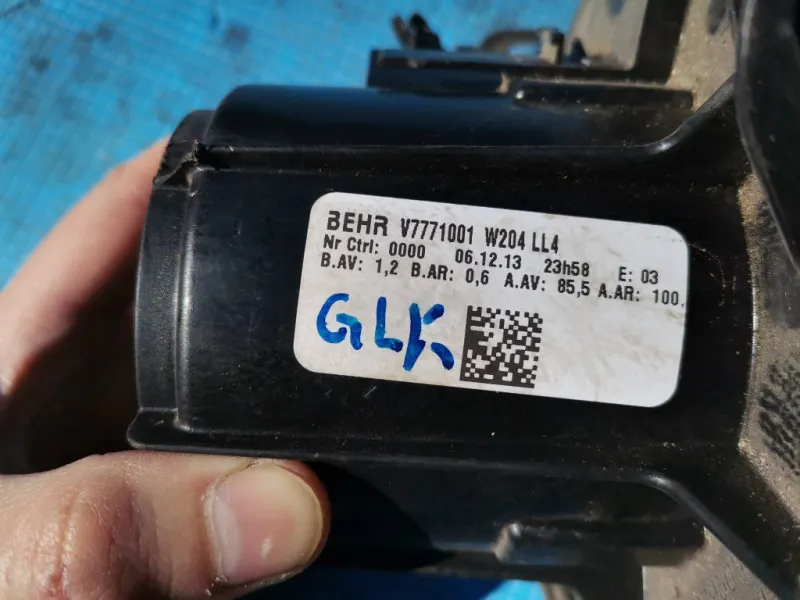 BEHR V7771001 W204 LL4
Nr Ctrl: 0000 06.12.13 23h58 E: 03
B.AV: 1,2 B.AR: 0,6 A.AV: 85,5 A.AR: 100,
GLK